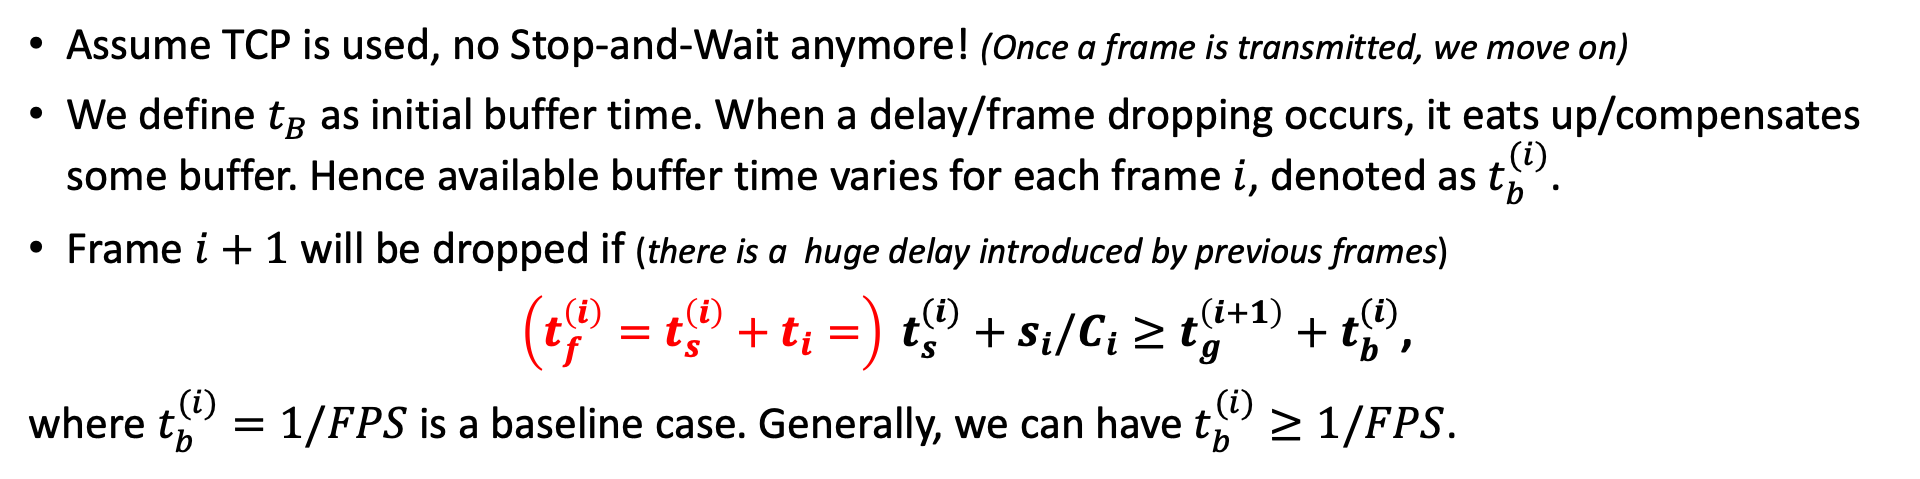 • Assume TCP is used, no Stop-and-Wait anymore! (Once a frame is transmitted, we move on)
• We define t_B as initial buffer time. When a delay/frame dropping occurs, it eats up/compensates
some buffer. Hence available buffer time varies for each frame i, denoted as t_b^(i).
• Frame i + 1 will be dropped if (there is a huge delay introduced by previous frames)
(t_f^(i) = t_s^(i) + t_i =) t_s^(i) + s_i/C_i ≥ t_g^(i+1) + t_b^(i),
where t_b^(i) = 1/FPS is a baseline case. Generally, we can have t_b^(i) ≥ 1/FPS.